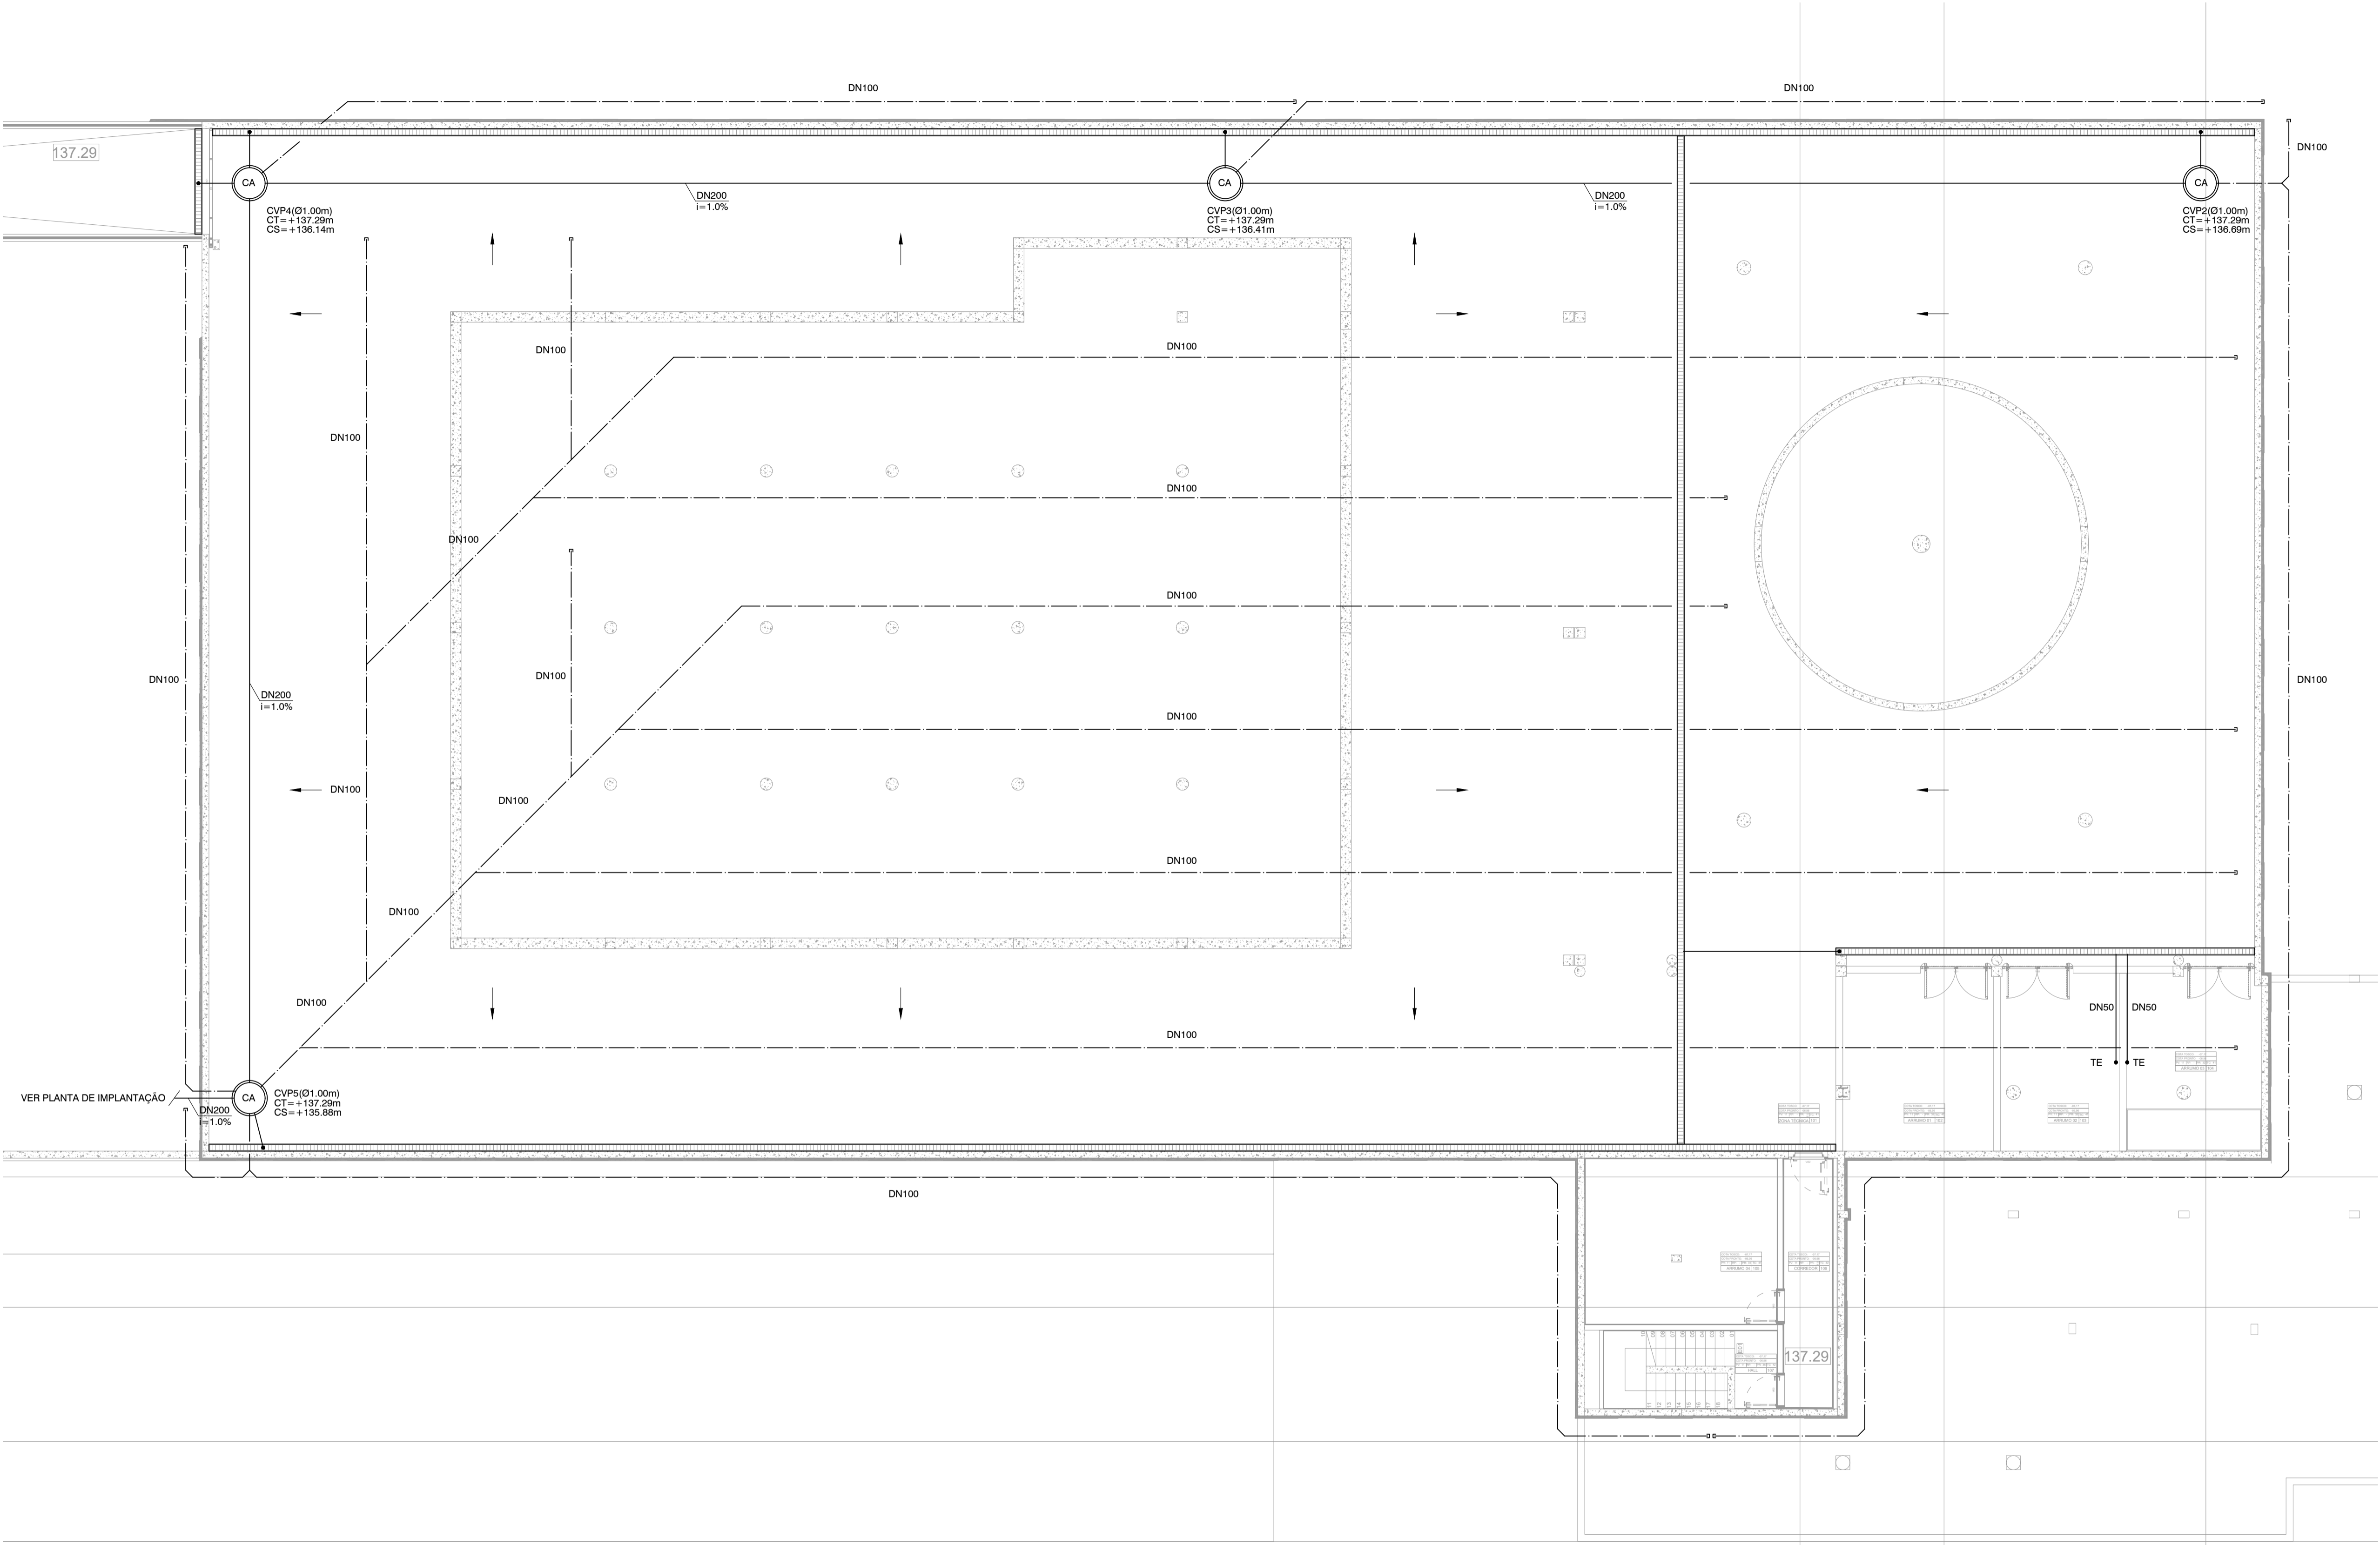 DN100
DN100
137.29
DN100
CA
CA
CA
DN200
i=1.0%
DN200
i=1.0%
CVP4(Ø1.00m)
CT=+137.29m
CS=+136.14m
CVP3(Ø1.00m)
CT=+137.29m
CS=+136.41m
CVP2(Ø1.00m)
CT=+137.29m
CS=+136.69m
DN100
DN100
DN100
DN100
DN100
DN100
DN100
DN100
DN100
DN100
DN200
i=1.0%
DN100
DN100
DN100
DN100
DN100
DN100
DN50
DN50
DN100
TE
TE
VER PLANTA DE IMPLANTAÇÃO
CA
CVP5(Ø1.00m)
CT=+137.29m
CS=+135.88m
DN200
i=1.0%
DN100
137.29